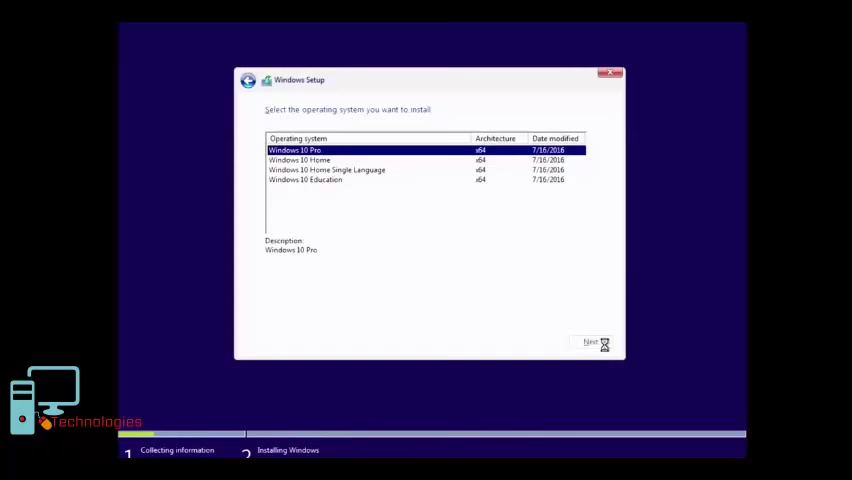 Windows Setup
Select the operating system you want to install
Operating system Architecture Date modified
Windows 10 Pro x64 7/16/2016
Windows 10 Home x64 7/16/2016
Windows 10 Home Single Language x64 7/16/2016
Windows 10 Education x64 7/16/2016
Description:
Windows 10 Pro
Next
Technologies
1 Collecting information 2 Installing Windows